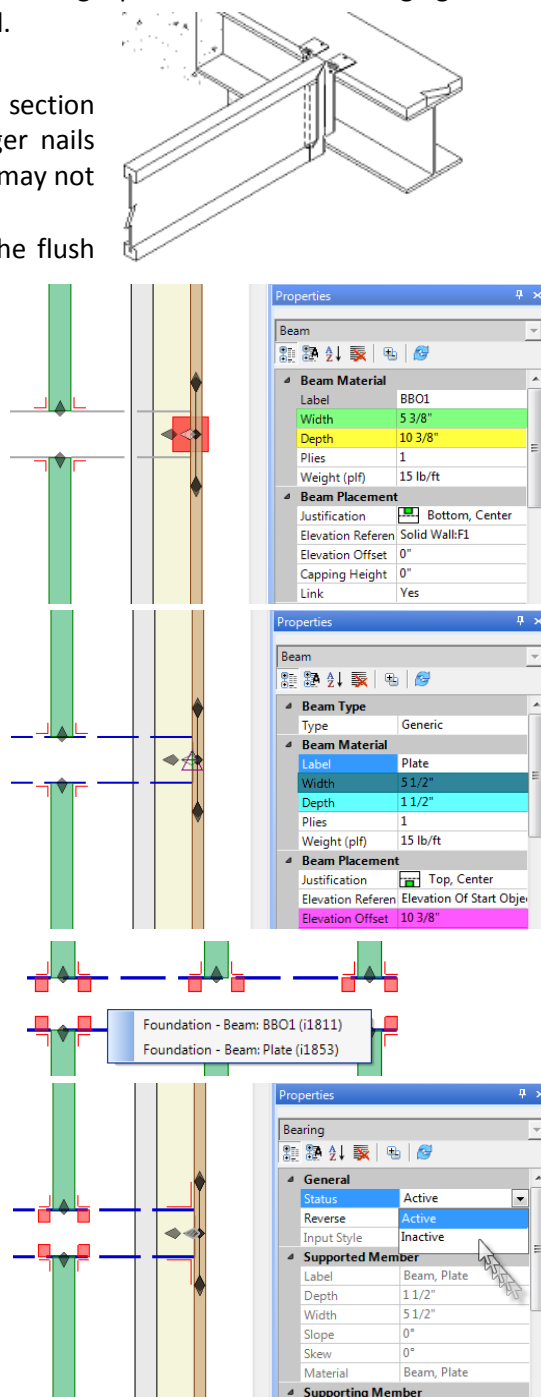 l.
section
ger nails
may not
he flush
Properties
Beam
Beam Material
Label BBO1
Width 5 3/8"
Depth 10 3/8"
Plies 1
Weight (plf) 15 lb/ft
Beam Placement
Justification Bottom, Center
Elevation Referen Solid Wall:F1
Elevation Offset 0"
Capping Height 0"
Link Yes
Properties
Beam
Beam Type
Type Generic
Beam Material
Label Plate
Width 5 1/2"
Depth 1 1/2"
Plies 1
Weight (plf) 15 lb/ft
Beam Placement
Justification Top, Center
Elevation Referen Elevation Of Start Obje
Elevation Offset 10 3/8"
Foundation - Beam: BBO1 (i1811)
Foundation - Beam: Plate (i1853)
Properties
Bearing
General
Status Active
Reverse Active
Input Style Inactive
Supported Member
Label Beam, Plate
Depth 1 1/2"
Width 5 1/2"
Slope 0°
Skew 0°
Material Beam, Plate
Supporting Member